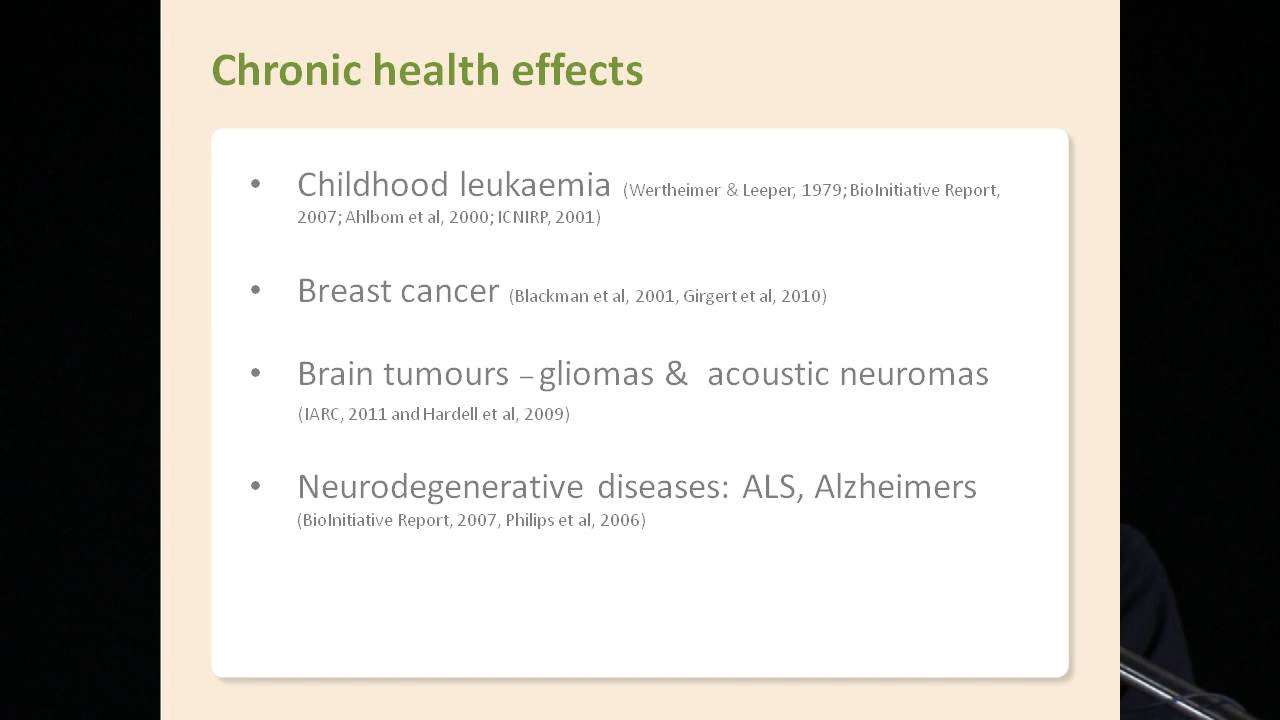 Chronic health effects
• Childhood leukaemia (Wertheimer & Leeper, 1979; BioInitiative Report,
2007; Ahlbom et al, 2000; ICNIRP, 2001)
• Breast cancer (Blackman et al, 2001, Girgert et al, 2010)
• Brain tumours – gliomas & acoustic neuromas
(IARC, 2011 and Hardell et al, 2009)
• Neurodegenerative diseases: ALS, Alzheimers
(BioInitiative Report, 2007, Philips et al, 2006)